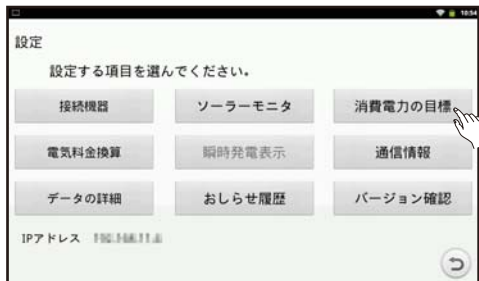 10:54
設定
設定する項目を選んでください。
接続機器 ソーラーモニタ 消費電力の目標
電気料金換算 瞬時発電表示 通信情報
データの詳細 おしらせ履歴 バージョン確認
IPアドレス